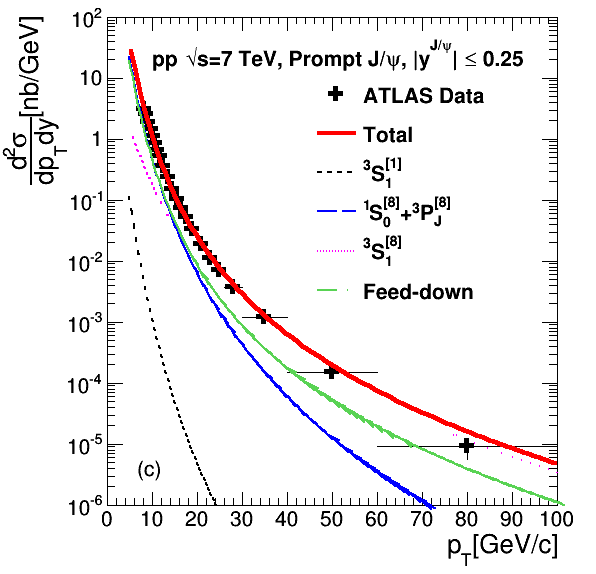 d²σ/dp_T dy [nb/GeV]
10²
10
1
10⁻¹
10⁻²
10⁻³
10⁻⁴
10⁻⁵
10⁻⁶
pp √s=7 TeV, Prompt J/ψ, |y^{J/ψ}| ≤ 0.25
ATLAS Data
Total
³S₁^[1]
¹S₀^[8]+³P_J^[8]
³S₁^[8]
Feed-down
(c)
0 10 20 30 40 50 60 70 80 90 100
p_T[GeV/c]